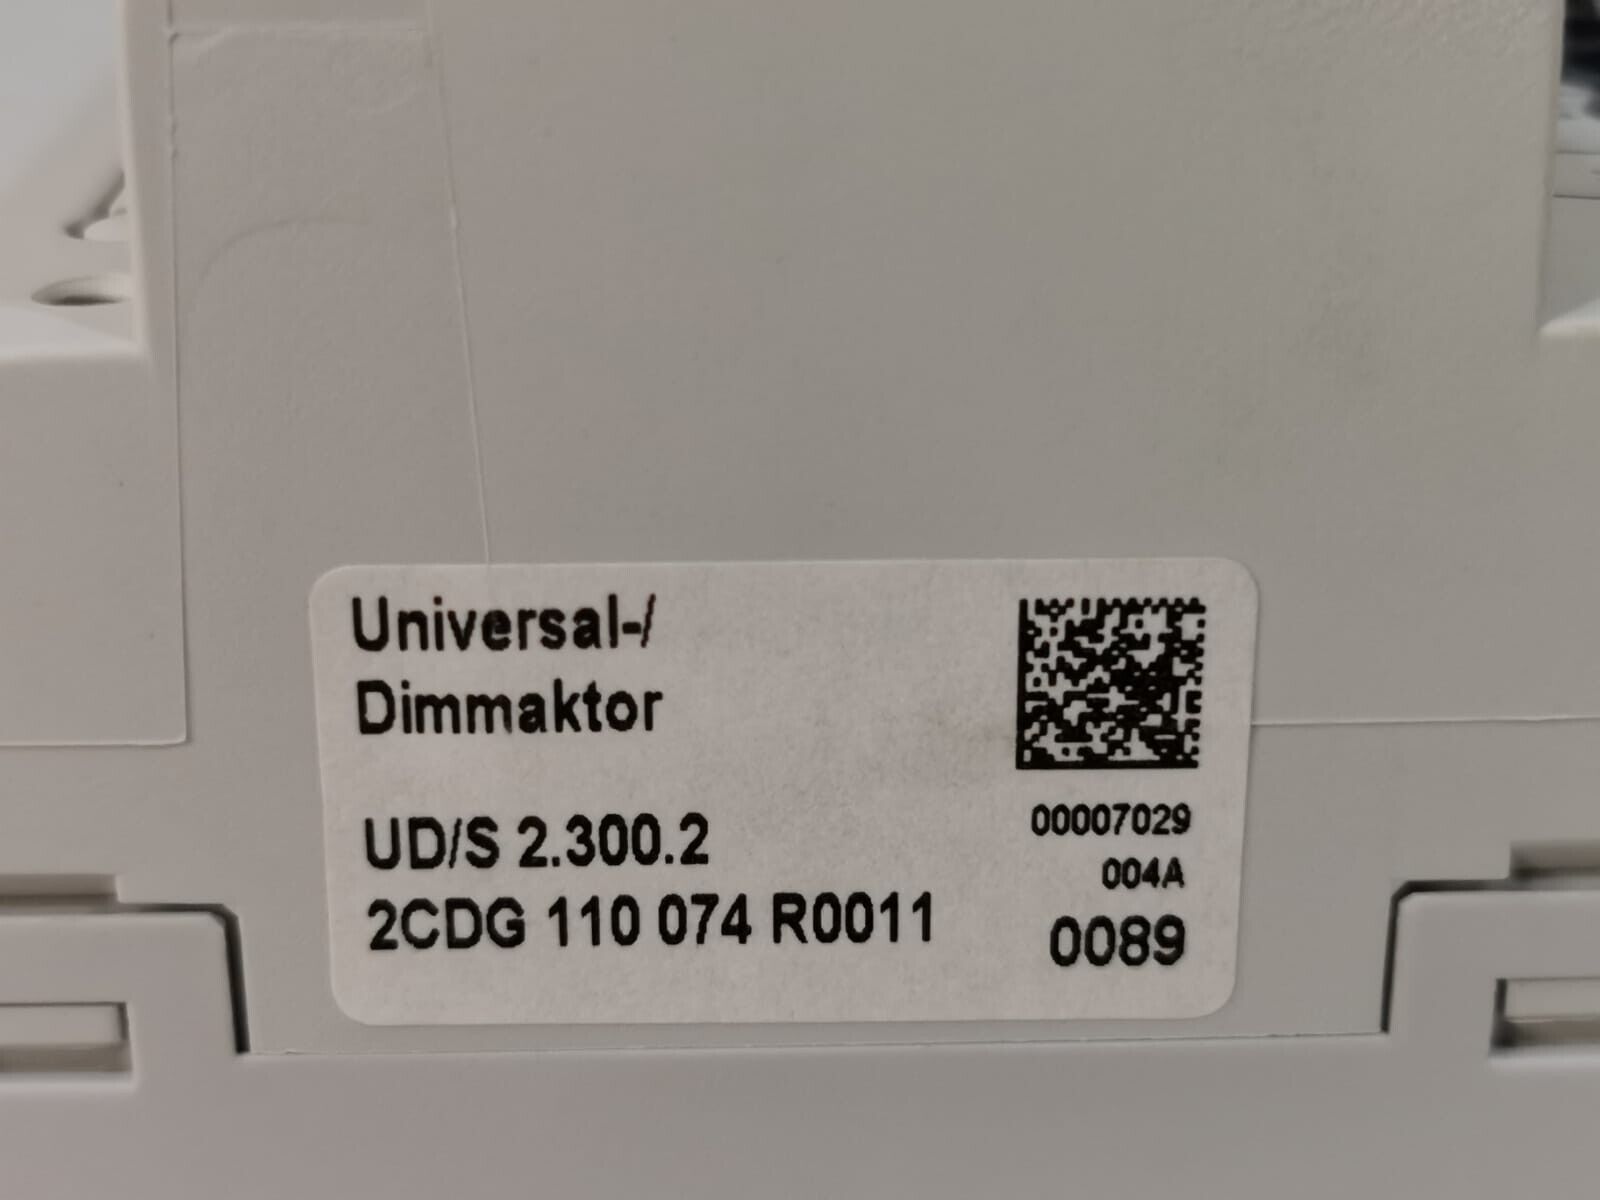 Universal-/
Dimmaktor
UD/S 2.300.2
2CDG 110 074 R0011
00007029
004A
0089